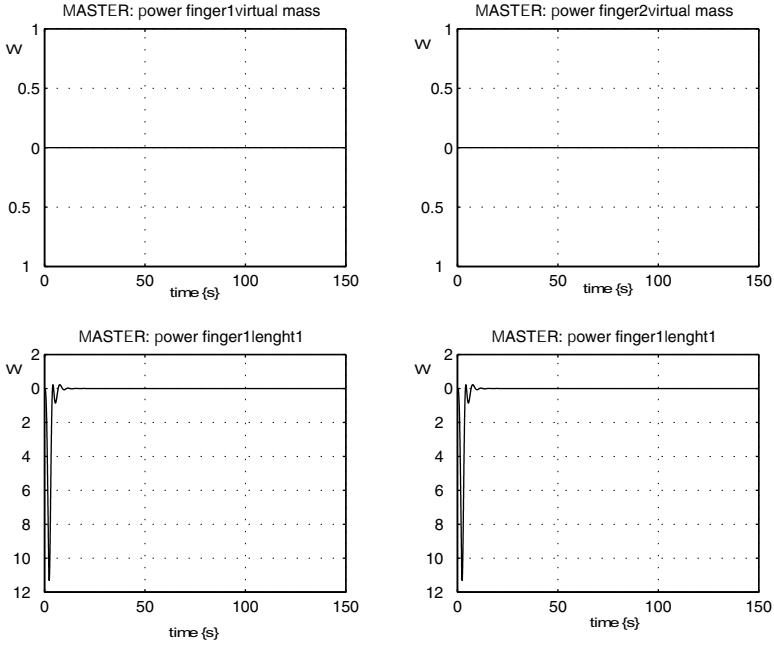 MASTER: power finger1virtual mass
1
W
0.5
0
0.5
1
0 50 100 150
time {s}
MASTER: power finger2virtual mass
1
W
0.5
0
0.5
1
0 50 100 150
time {s}
MASTER: power finger1lenght1
2
W
0
2
4
6
8
10
12
0 50 100 150
time {s}
MASTER: power finger1lenght1
2
W
0
2
4
6
8
10
12
0 50 100 150
time {s}